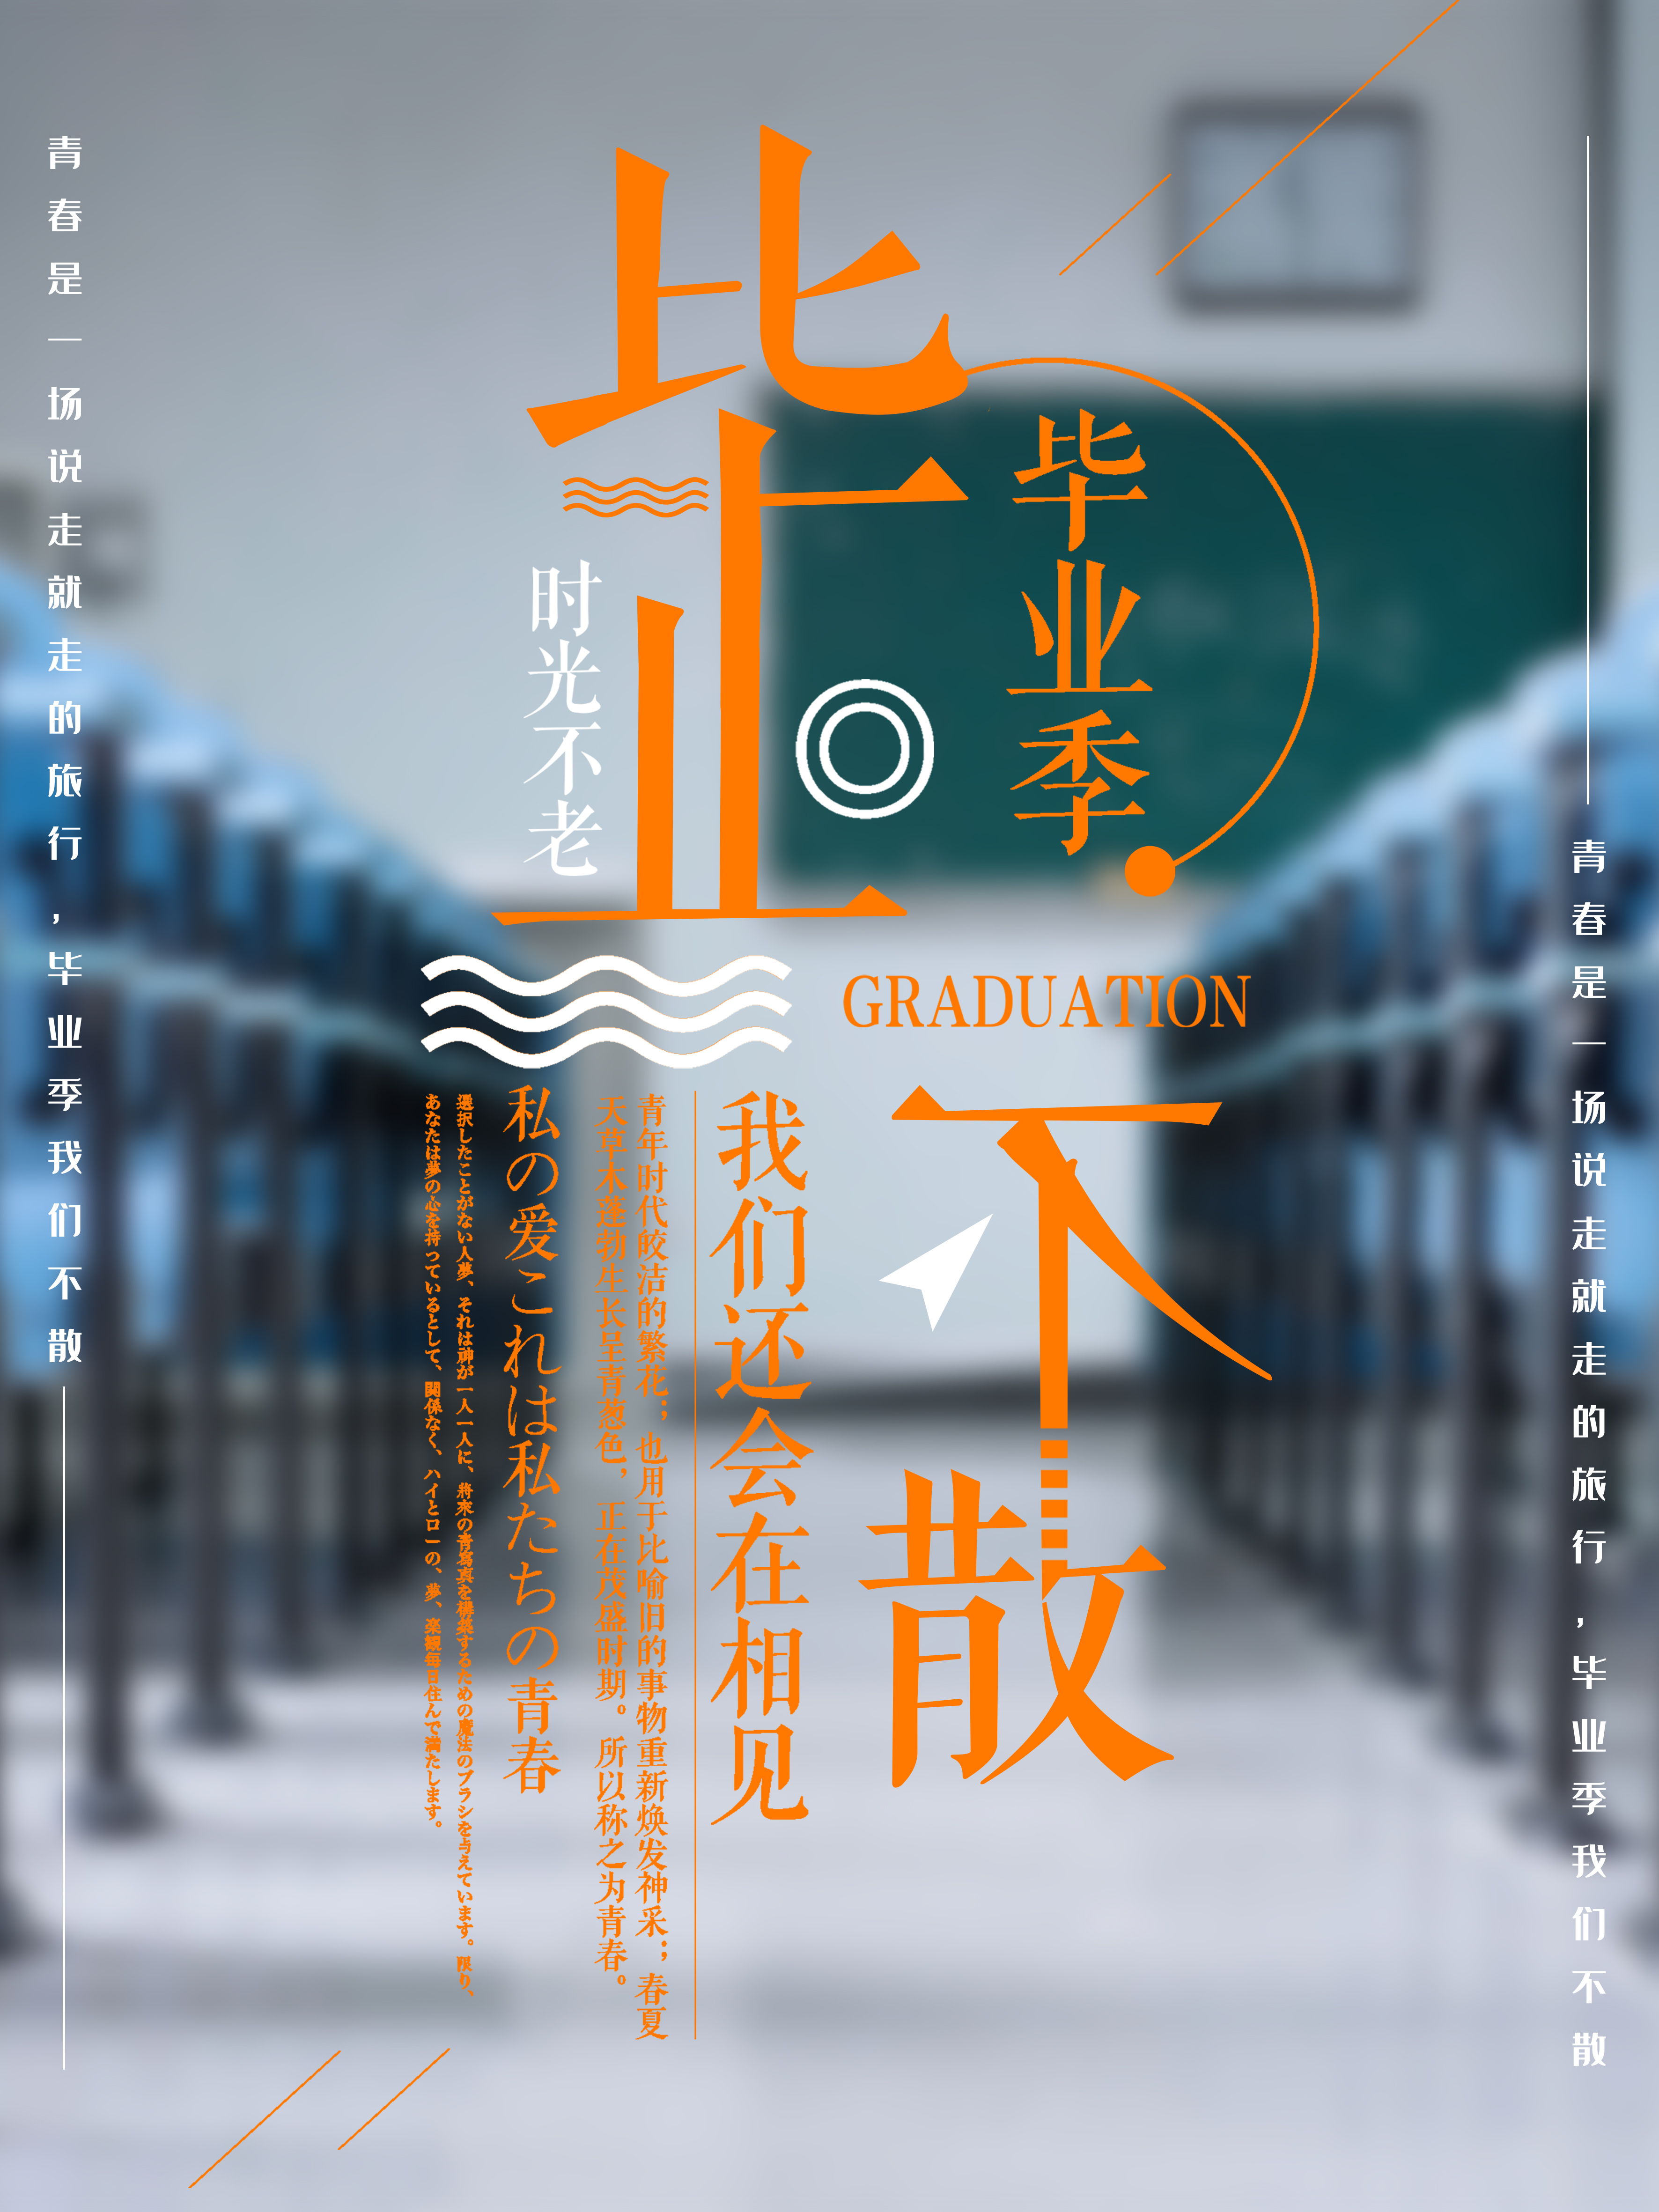 毕业
不散
毕业季
时光不老
GRADUATION
我们还会在相见
青年时代皎洁的繁花；也用于比喻旧的事物重新焕发神采；春夏
天草木蓬勃生长呈青葱色，正在茂盛时期。所以称之为青春。
私の爱これは私たちの青春
選択したことがない人夢、それは神が一人一人に、將來の青寫真を構築するための魔法のブラシを与えています。限り、
あなたは夢の心を持っているとして、関係なく、ハイとローの、夢、楽観毎日住んで満たします。
青春是一场说走就走的旅行，毕业季我们不散
青春是一场说走就走的旅行，毕业季我们不散